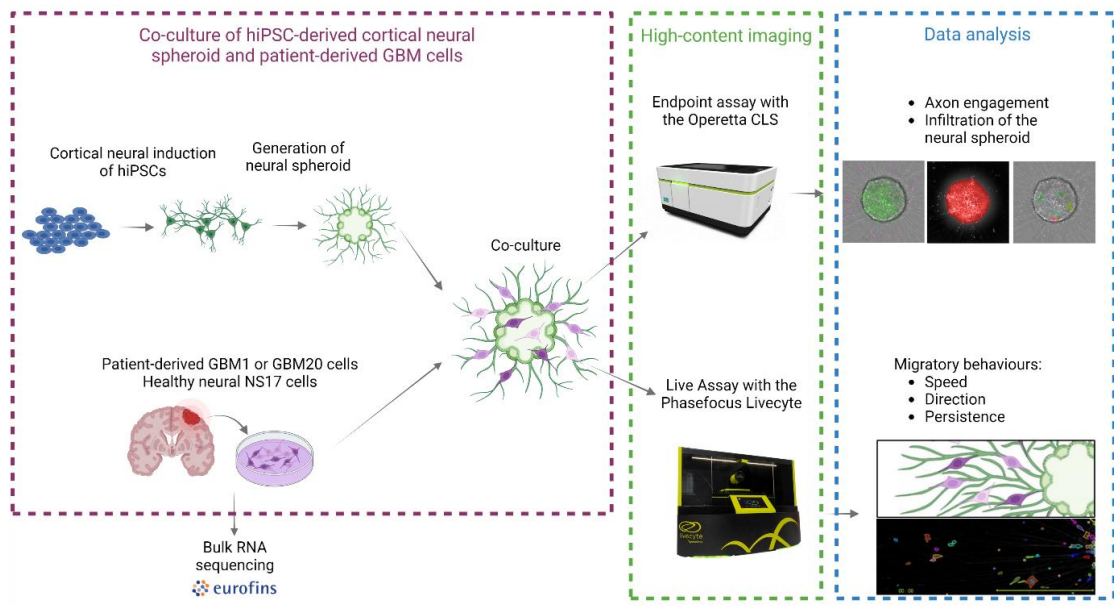 Co-culture of hiPSC-derived cortical neural
spheroid and patient-derived GBM cells
Cortical neural induction
of hiPSCs
Generation of
neural spheroid
Co-culture
Patient-derived GBM1 or GBM20 cells
Healthy neural NS17 cells
Bulk RNA
sequencing
eurofins
High-content imaging
Endpoint assay with
the Operetta CLS
Live Assay with the
Phasefocus Livecyte
livecyte
Data analysis
• Axon engagement
• Infiltration of the
neural spheroid
Migratory behaviours:
• Speed
• Direction
• Persistence